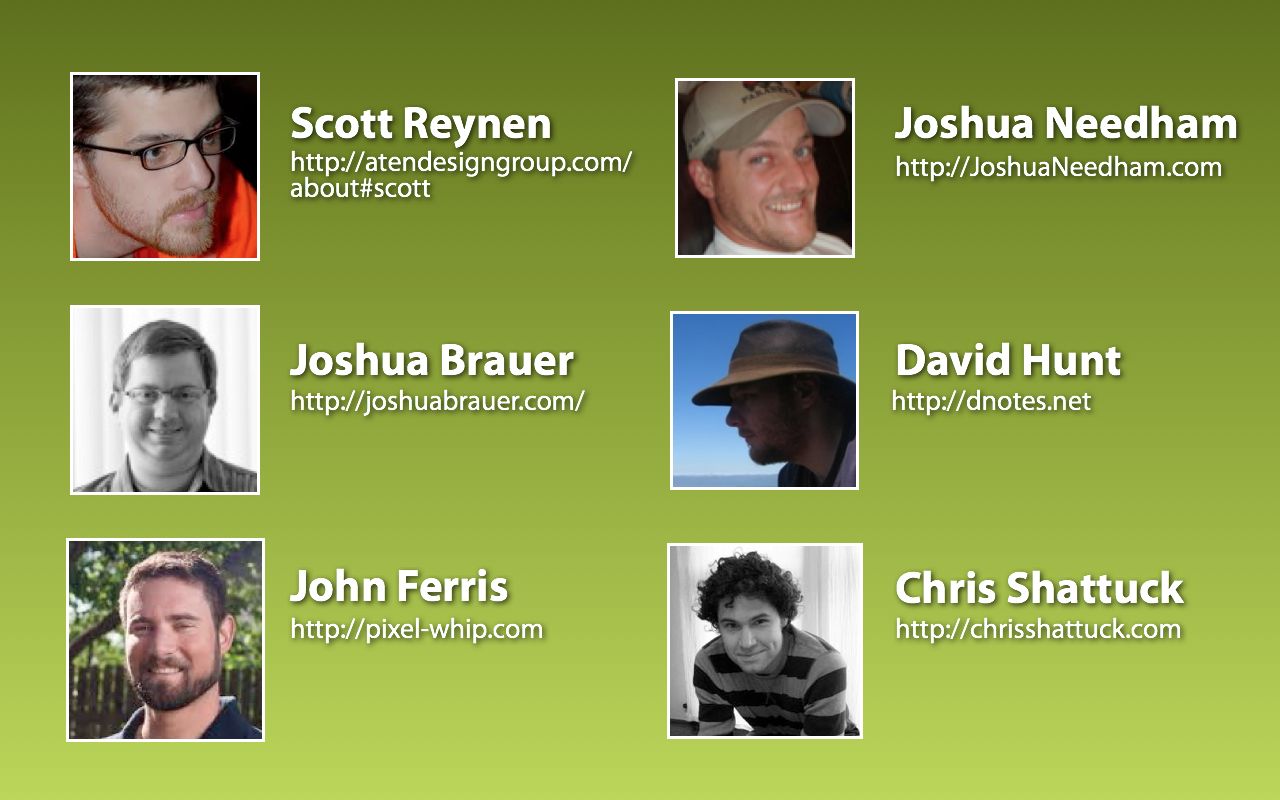 Scott Reynen
http://atendesigngroup.com/
about#scott
Joshua Needham
http://JoshuaNeedham.com
Joshua Brauer
http://joshuabrauer.com/
David Hunt
http://dnotes.net
John Ferris
http://pixel-whip.com
Chris Shattuck
http://chrisshattuck.com